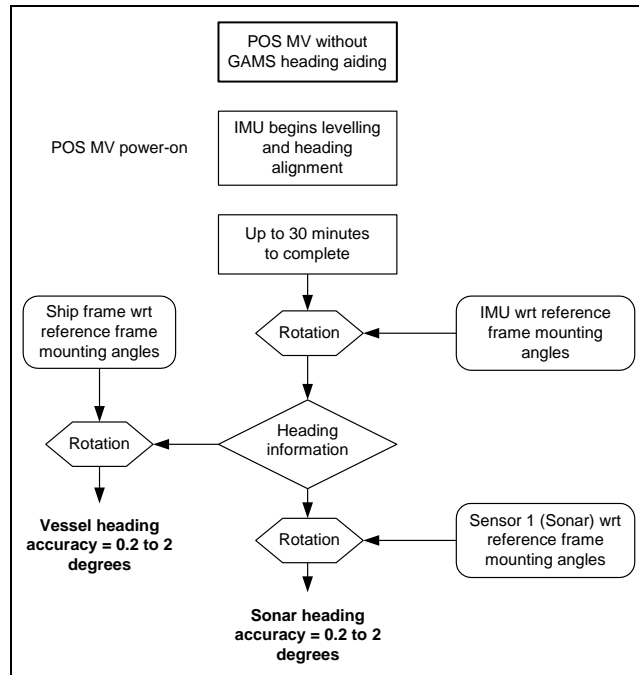 POS MV without
GAMS heading aiding
POS MV power-on
IMU begins levelling
and heading
alignment
Up to 30 minutes
to complete
Ship frame wrt
reference frame
mounting angles
Rotation
IMU wrt reference
frame mounting
angles
Rotation
Heading
information
Vessel heading
accuracy = 0.2 to 2
degrees
Rotation
Sensor 1 (Sonar) wrt
reference frame
mounting angles
Sonar heading
accuracy = 0.2 to 2
degrees